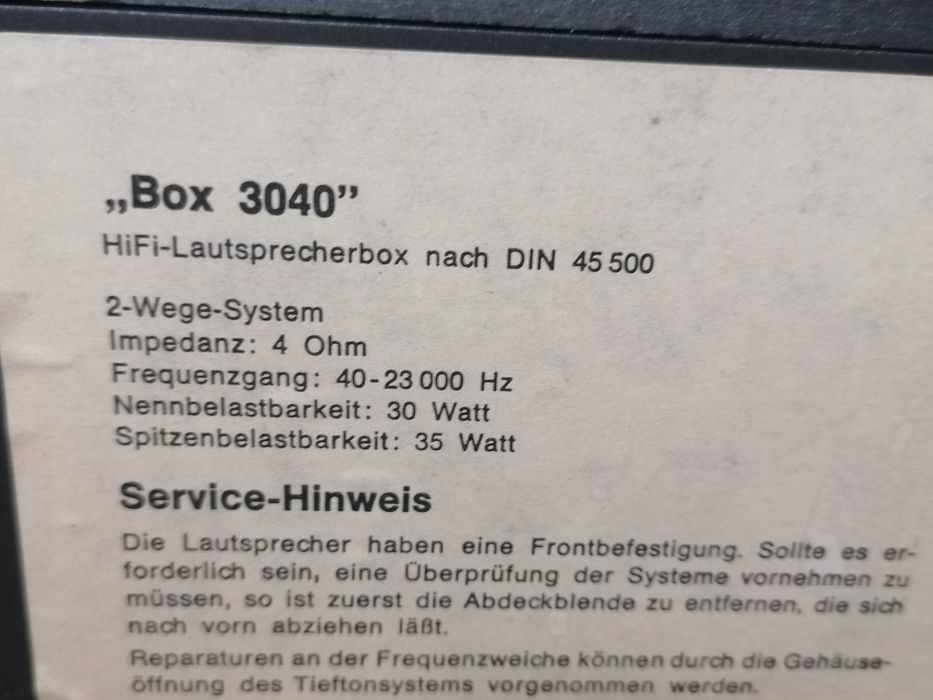 „Box 3040”
HiFi-Lautsprecherbox nach DIN 45 500
2-Wege-System
Impedanz: 4 Ohm
Frequenzgang: 40-23 000 Hz
Nennbelastbarkeit: 30 Watt
Spitzenbelastbarkeit: 35 Watt
Service-Hinweis
Die Lautsprecher haben eine Frontbefestigung. Sollte es er-
forderlich sein, eine Überprüfung der Systeme vornehmen zu
müssen, so ist zuerst die Abdeckblende zu entfernen, die sich
nach vorn abziehen läßt.
Reparaturen an der Frequenzweiche können durch die Gehäuse-
öffnung des Tieftonsystems vorgenommen werden.